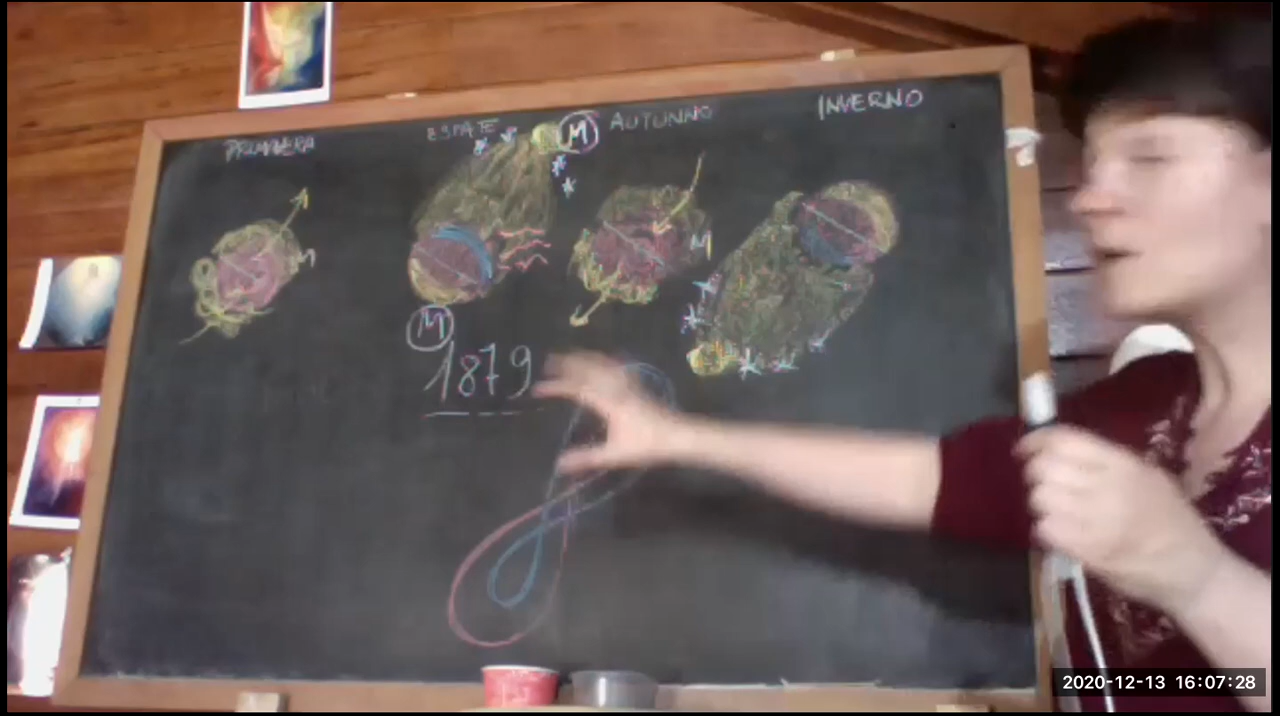 PRIMAVERA
ESTATE
AUTUNNO
INVERNO
M
M
M
M
1879
2020-12-13 16:07:28